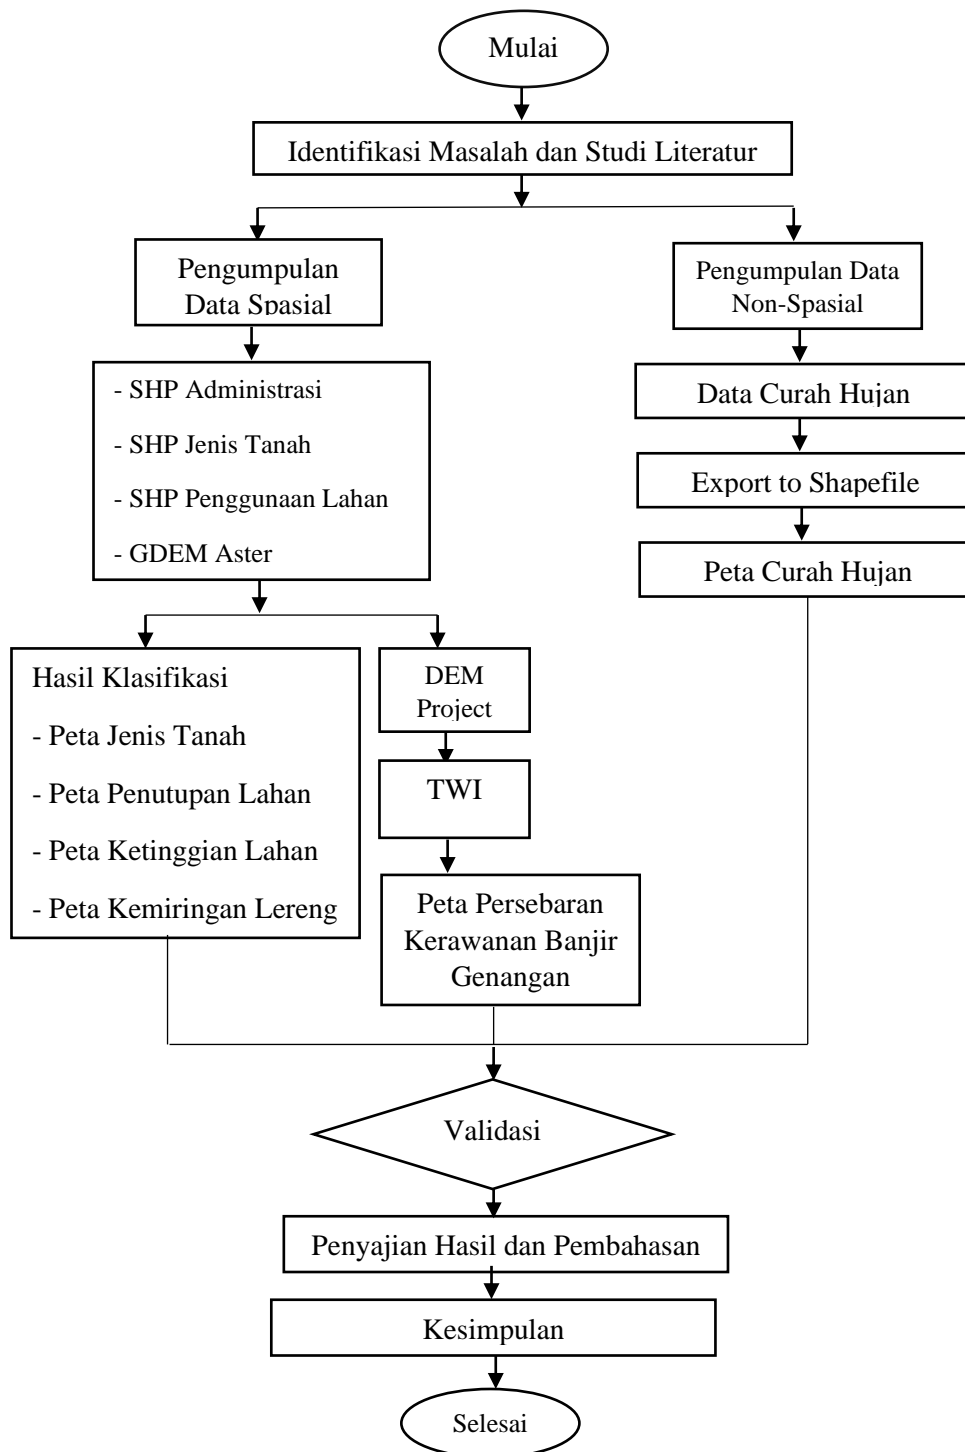 Mulai
Identifikasi Masalah dan Studi Literatur
Pengumpulan
Data Spasial
Pengumpulan Data
Non-Spasial
- SHP Administrasi
- SHP Jenis Tanah
- SHP Penggunaan Lahan
- GDEM Aster
Data Curah Hujan
Export to Shapefile
Peta Curah Hujan
Hasil Klasifikasi
- Peta Jenis Tanah
- Peta Penutupan Lahan
- Peta Ketinggian Lahan
- Peta Kemiringan Lereng
DEM
Project
TWI
Peta Persebaran
Kerawanan Banjir
Genangan
Validasi
Penyajian Hasil dan Pembahasan
Kesimpulan
Selesai